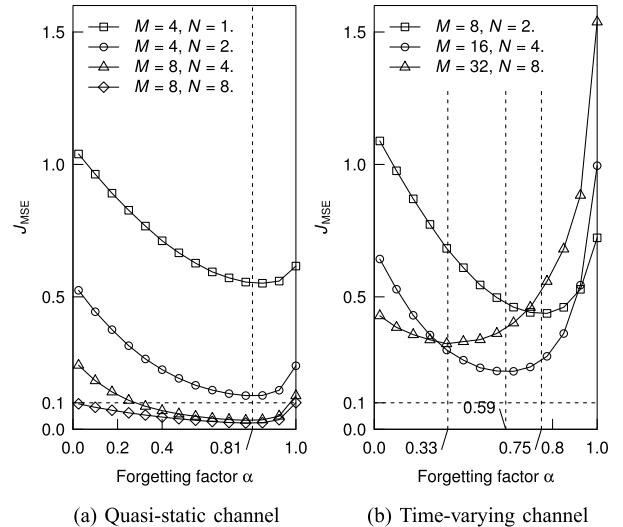 1.5
1.0
0.5
0.1
0.0
J_MSE
M = 4, N = 1.
M = 4, N = 2.
M = 8, N = 4.
M = 8, N = 8.
0.0 0.2 0.4 0.81 1.0
Forgetting factor α
(a) Quasi-static channel
1.5
1.0
0.5
0.1
0.0
J_MSE
M = 8, N = 2.
M = 16, N = 4.
M = 32, N = 8.
0.59
0.0 0.33 0.75 0.8 1.0
Forgetting factor α
(b) Time-varying channel